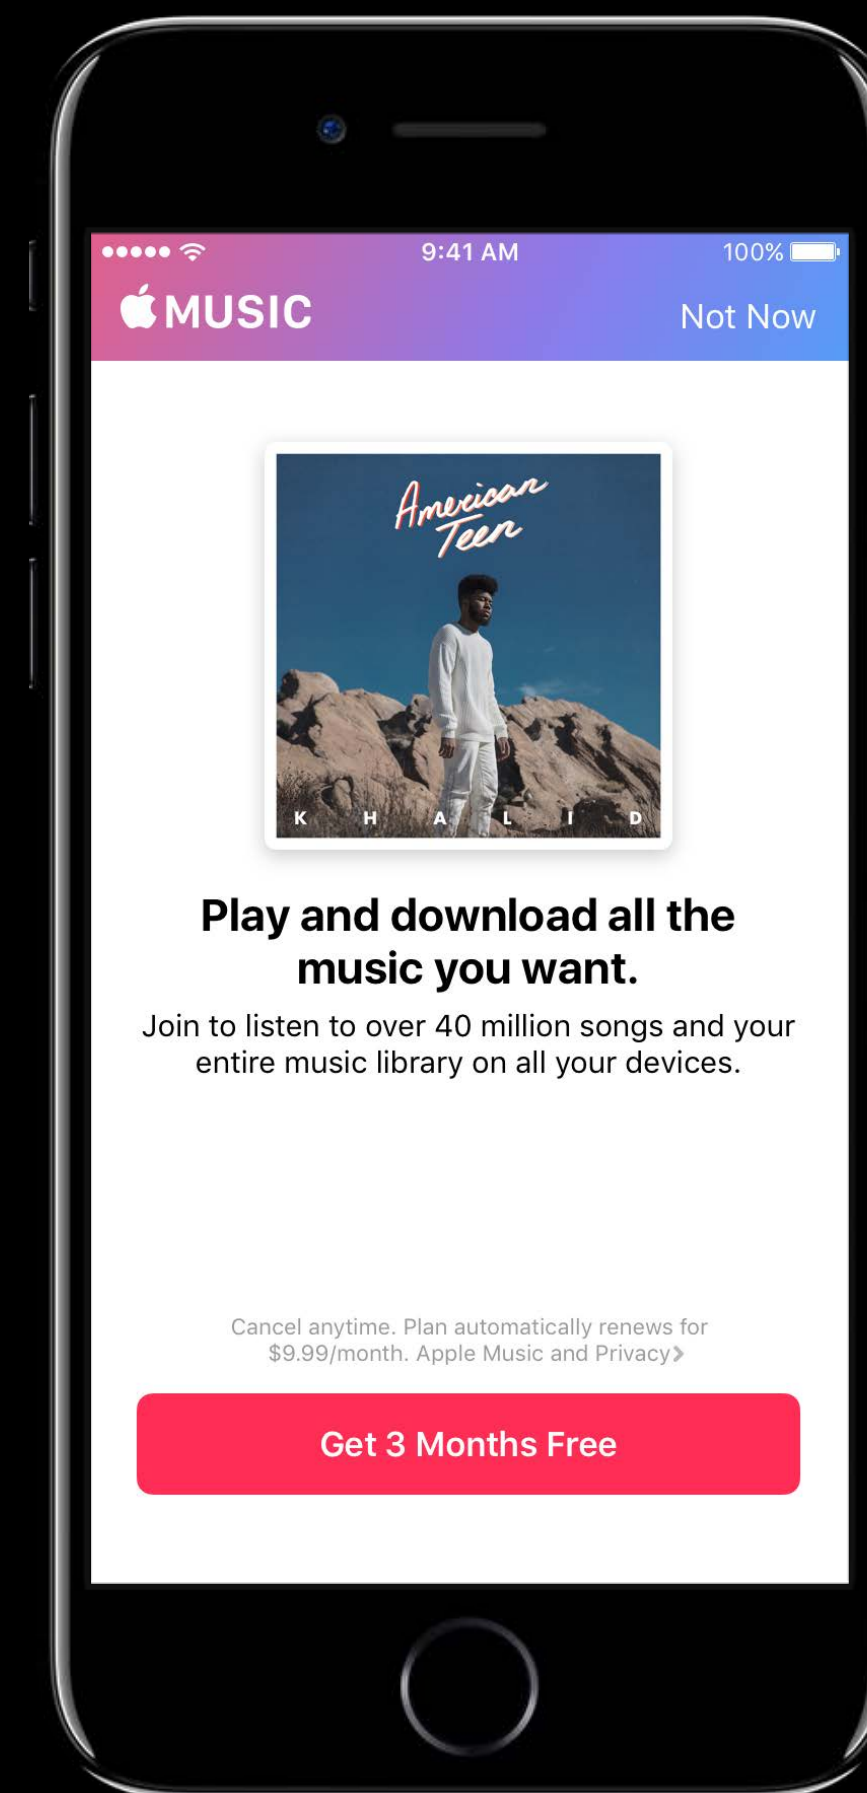 9:41 AM
100%
MUSIC
Not Now
American
Teen
KHALID
Play and download all the
music you want.
Join to listen to over 40 million songs and your
entire music library on all your devices.
Cancel anytime. Plan automatically renews for
$9.99/month. Apple Music and Privacy>
Get 3 Months Free